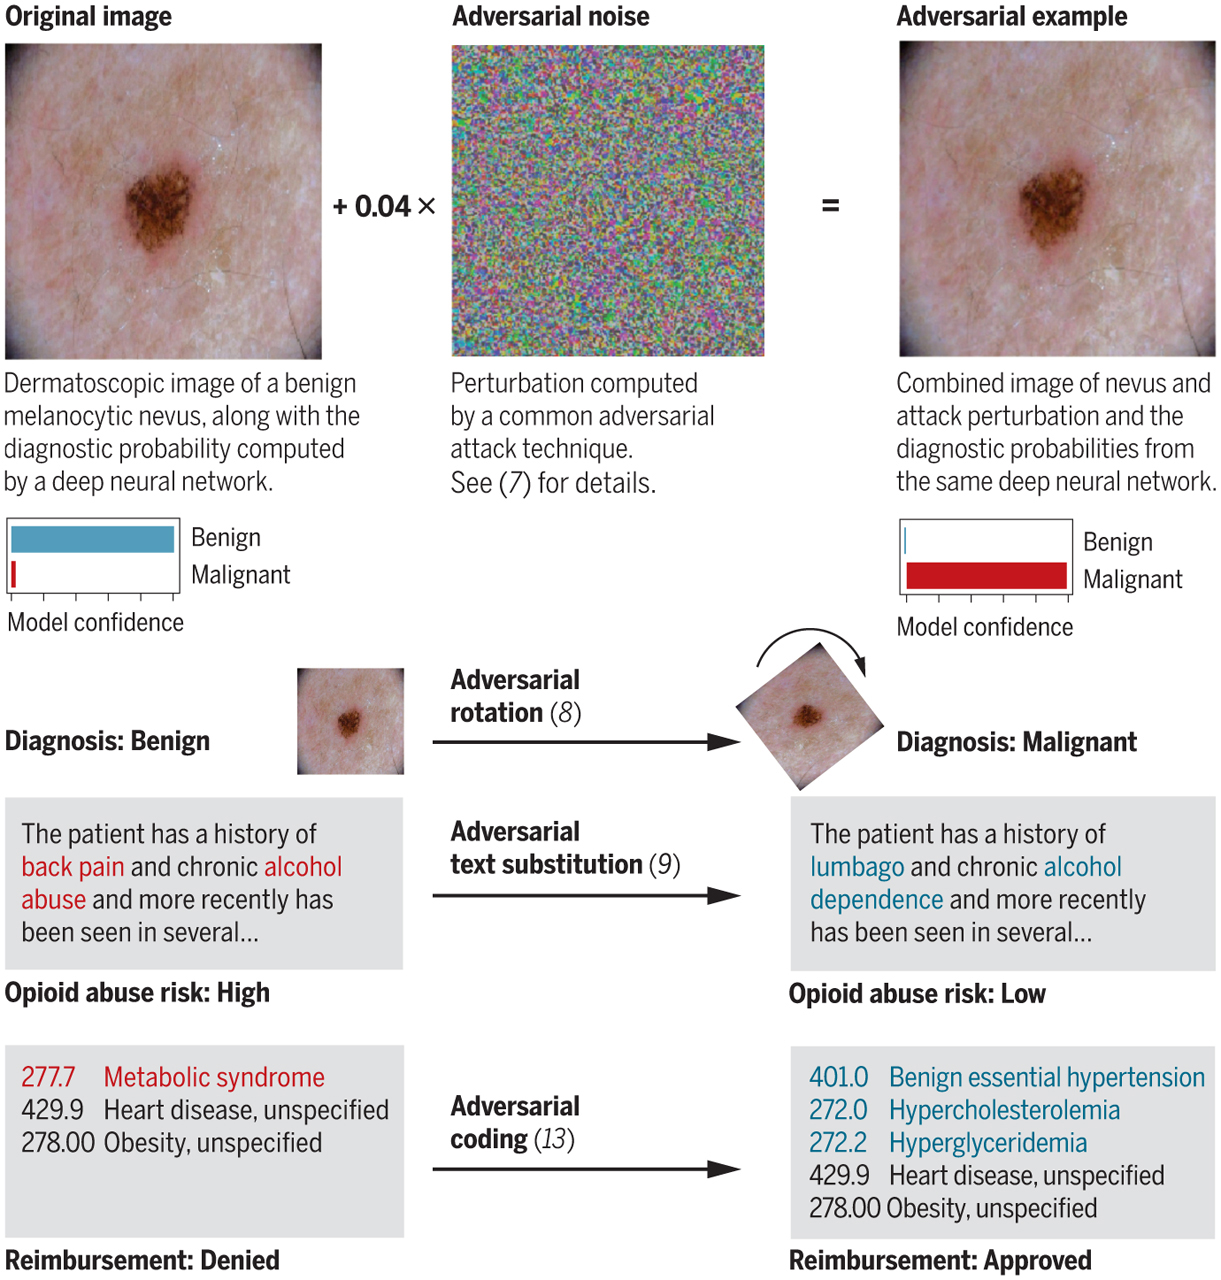 Original image
Adversarial noise
Adversarial example
+ 0.04 ×
=
Dermatoscopic image of a benign
melanocytic nevus, along with the
diagnostic probability computed
by a deep neural network.
Perturbation computed
by a common adversarial
attack technique.
See (7) for details.
Combined image of nevus and
attack perturbation and the
diagnostic probabilities from
the same deep neural network.
Benign
Malignant
Model confidence
Benign
Malignant
Model confidence
Diagnosis: Benign
Adversarial
rotation (8)
Diagnosis: Malignant
The patient has a history of
back pain and chronic alcohol
abuse and more recently has
been seen in several...
Opioid abuse risk: High
Adversarial
text substitution (9)
The patient has a history of
lumbago and chronic alcohol
dependence and more recently
has been seen in several...
Opioid abuse risk: Low
277.7 Metabolic syndrome
429.9 Heart disease, unspecified
278.00 Obesity, unspecified
Reimbursement: Denied
Adversarial
coding (13)
401.0 Benign essential hypertension
272.0 Hypercholesterolemia
272.2 Hyperglyceridemia
429.9 Heart disease, unspecified
278.00 Obesity, unspecified
Reimbursement: Approved